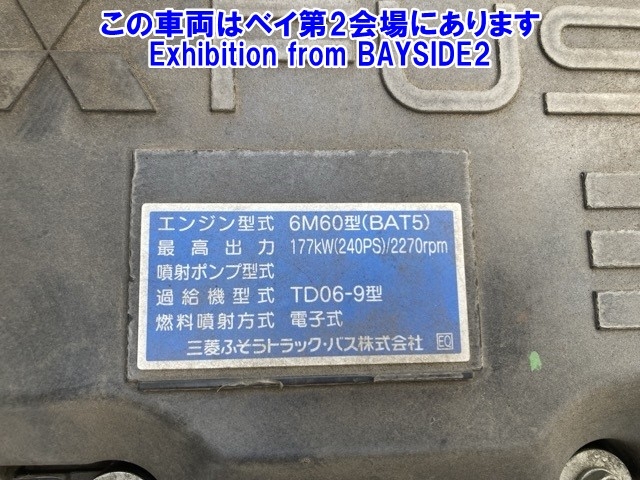 この車両はベイ第2会場にあります
Exhibition from BAYSIDE2
FUS
エンジン型式 6M60型(BAT5)
最高出力 177kW(240PS)/2270rpm
噴射ポンプ型式
過給機型式 TD06-9型
燃料噴射方式 電子式
三菱ふそうトラック・バス株式会社 EQ